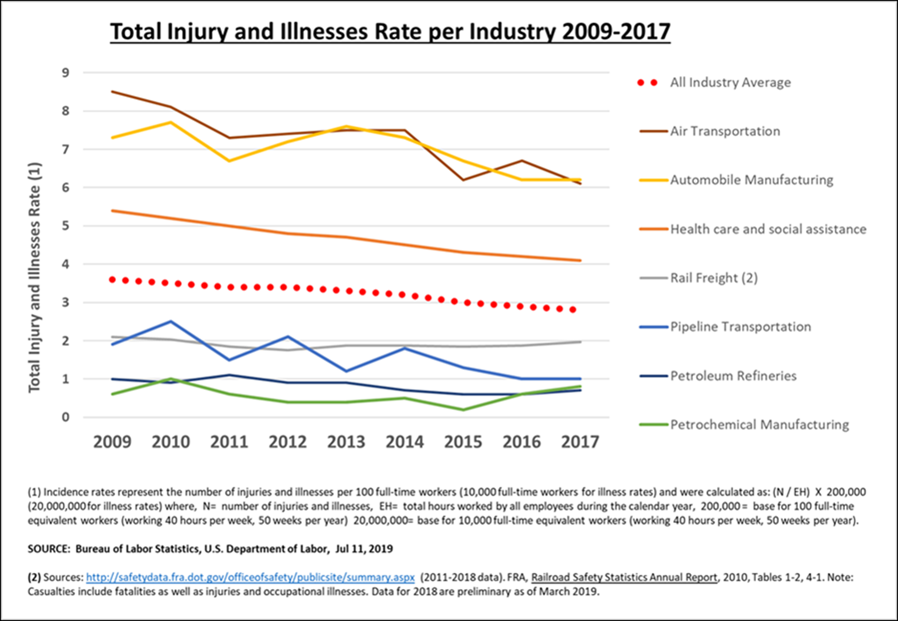 Total Injury and Illnesses Rate per Industry 2009-2017
Total Injury and Illnesses Rate (1)
9
8
7
6
5
4
3
2
1
0
2009 2010 2011 2012 2013 2014 2015 2016 2017
All Industry Average
Air Transportation
Automobile Manufacturing
Health care and social assistance
Rail Freight (2)
Pipeline Transportation
Petroleum Refineries
Petrochemical Manufacturing
(1) Incidence rates represent the number of injuries and illnesses per 100 full-time workers (10,000 full-time workers for illness rates) and were calculated as: (N / EH) X 200,000
(20,000,000 for illness rates) where, N= number of injuries and illnesses, EH= total hours worked by all employees during the calendar year, 200,000= base for 100 full-time
equivalent workers (working 40 hours per week, 50 weeks per year) 20,000,000= base for 10,000 full-time equivalent workers (working 40 hours per week, 50 weeks per year).
SOURCE: Bureau of Labor Statistics, U.S. Department of Labor, Jul 11, 2019
(2) Sources: http://safetydata.fra.dot.gov/officeofsafety/publicsite/summary.aspx (2011-2018 data). FRA, Railroad Safety Statistics Annual Report, 2010, Tables 1-2, 4-1. Note:
Casualties include fatalities as well as injuries and occupational illnesses. Data for 2018 are preliminary as of March 2019.